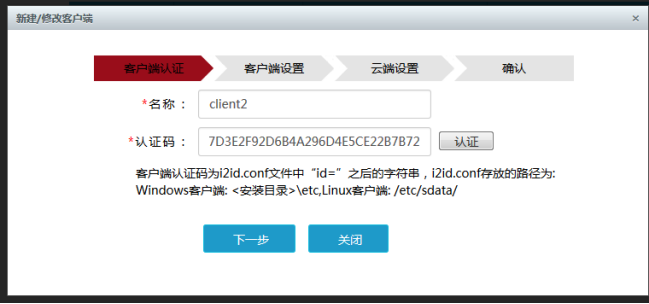 新建/修改客户端
×
客户端认证 客户端设置 云端设置 确认
*名称： client2
*认证码： 7D3E2F92D6B4A296D4E5CE22B7B72 认证
客户端认证码为i2id.conf文件中“id=”之后的字符串，i2id.conf存放的路径为:
Windows客户端: <安装目录>\etc,Linux客户端: /etc/sdata/
下一步 关闭